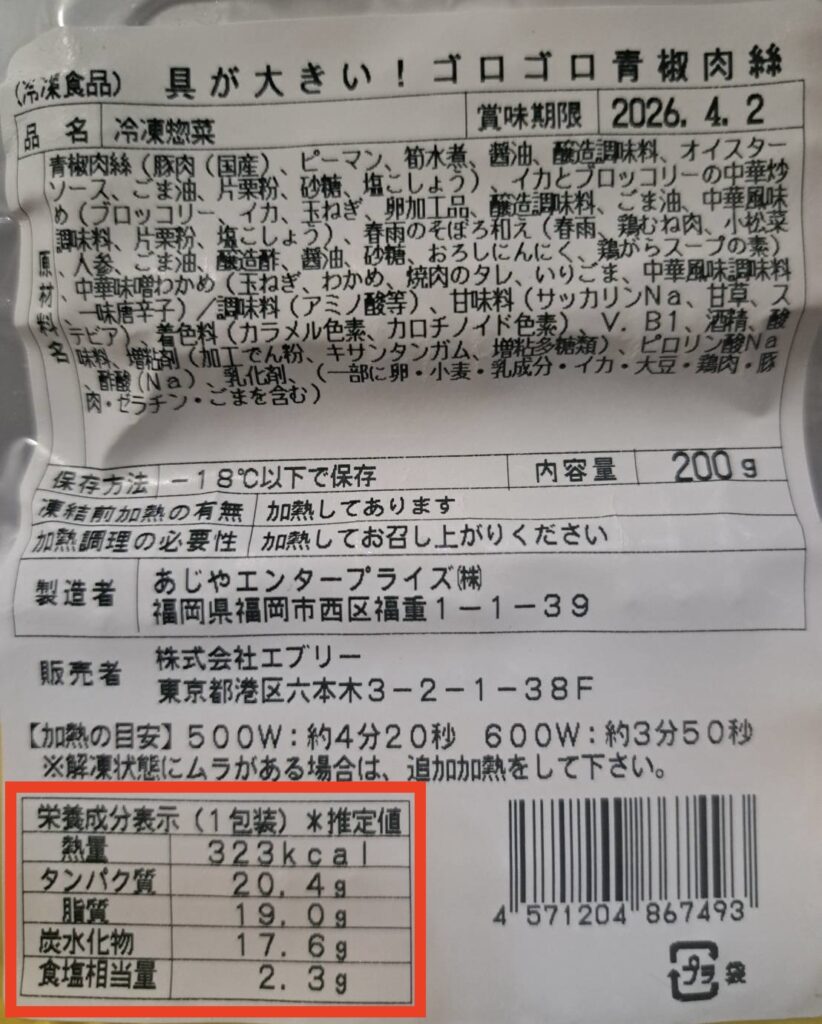 (冷凍食品) 具が大きい!ゴロゴロ青椒肉絲
品名 冷凍惣菜 賞味期限 2026.4.2
原材料名
青椒肉絲(豚肉(国産)、ピーマン、筍水煮、醤油、醸造調味料、オイスター
ソース、ごま油、片栗粉、砂糖、塩こしょう)、イカとブロッコリーの中華炒
め(ブロッコリー、イカ、玉ねぎ、卵加工品、醸造調味料、ごま油、中華風味
調味料、片栗粉、塩こしょう)、春雨のそぼろ和え(春雨、鶏むね肉、小松菜
、人参、ごま油、醸造酢、醤油、砂糖、おろしにんにく、鶏がらスープの素)
、中華味噌わかめ(玉ねぎ、わかめ、焼肉のタレ、いりごま、中華風味調味料
、一味唐辛子)/調味料(アミノ酸等)、甘味料(サッカリンNa、甘草、ス
テビア)、着色料(カラメル色素、カロチノイド色素)、V.B1、酒精、酸
味料、増粘剤(加工でん粉、キサンタンガム、増粘多糖類)、ピロリン酸Na
、酢酸(Na)、乳化剤、(一部に卵・小麦・乳成分・イカ・大豆・鶏肉・豚
肉・ゼラチン・ごまを含む)
保存方法 -18℃以下で保存 内容量 200g
凍結前加熱の有無 加熱してあります
加熱調理の必要性 加熱してお召し上がりください
製造者 あじやエンタープライズ㈱
福岡県福岡市西区福重1-1-39
販売者 株式会社エブリー
東京都港区六本木3-2-1-38F
【加熱の目安】500W:約4分20秒 600W:約3分50秒
※解凍状態にムラがある場合は、追加加熱をして下さい。
栄養成分表示(1包装)*推定値
熱量 323kcal
タンパク質 20.4g
脂質 19.0g
炭水化物 17.6g
食塩相当量 2.3g
4 571204 867493
プラ 袋